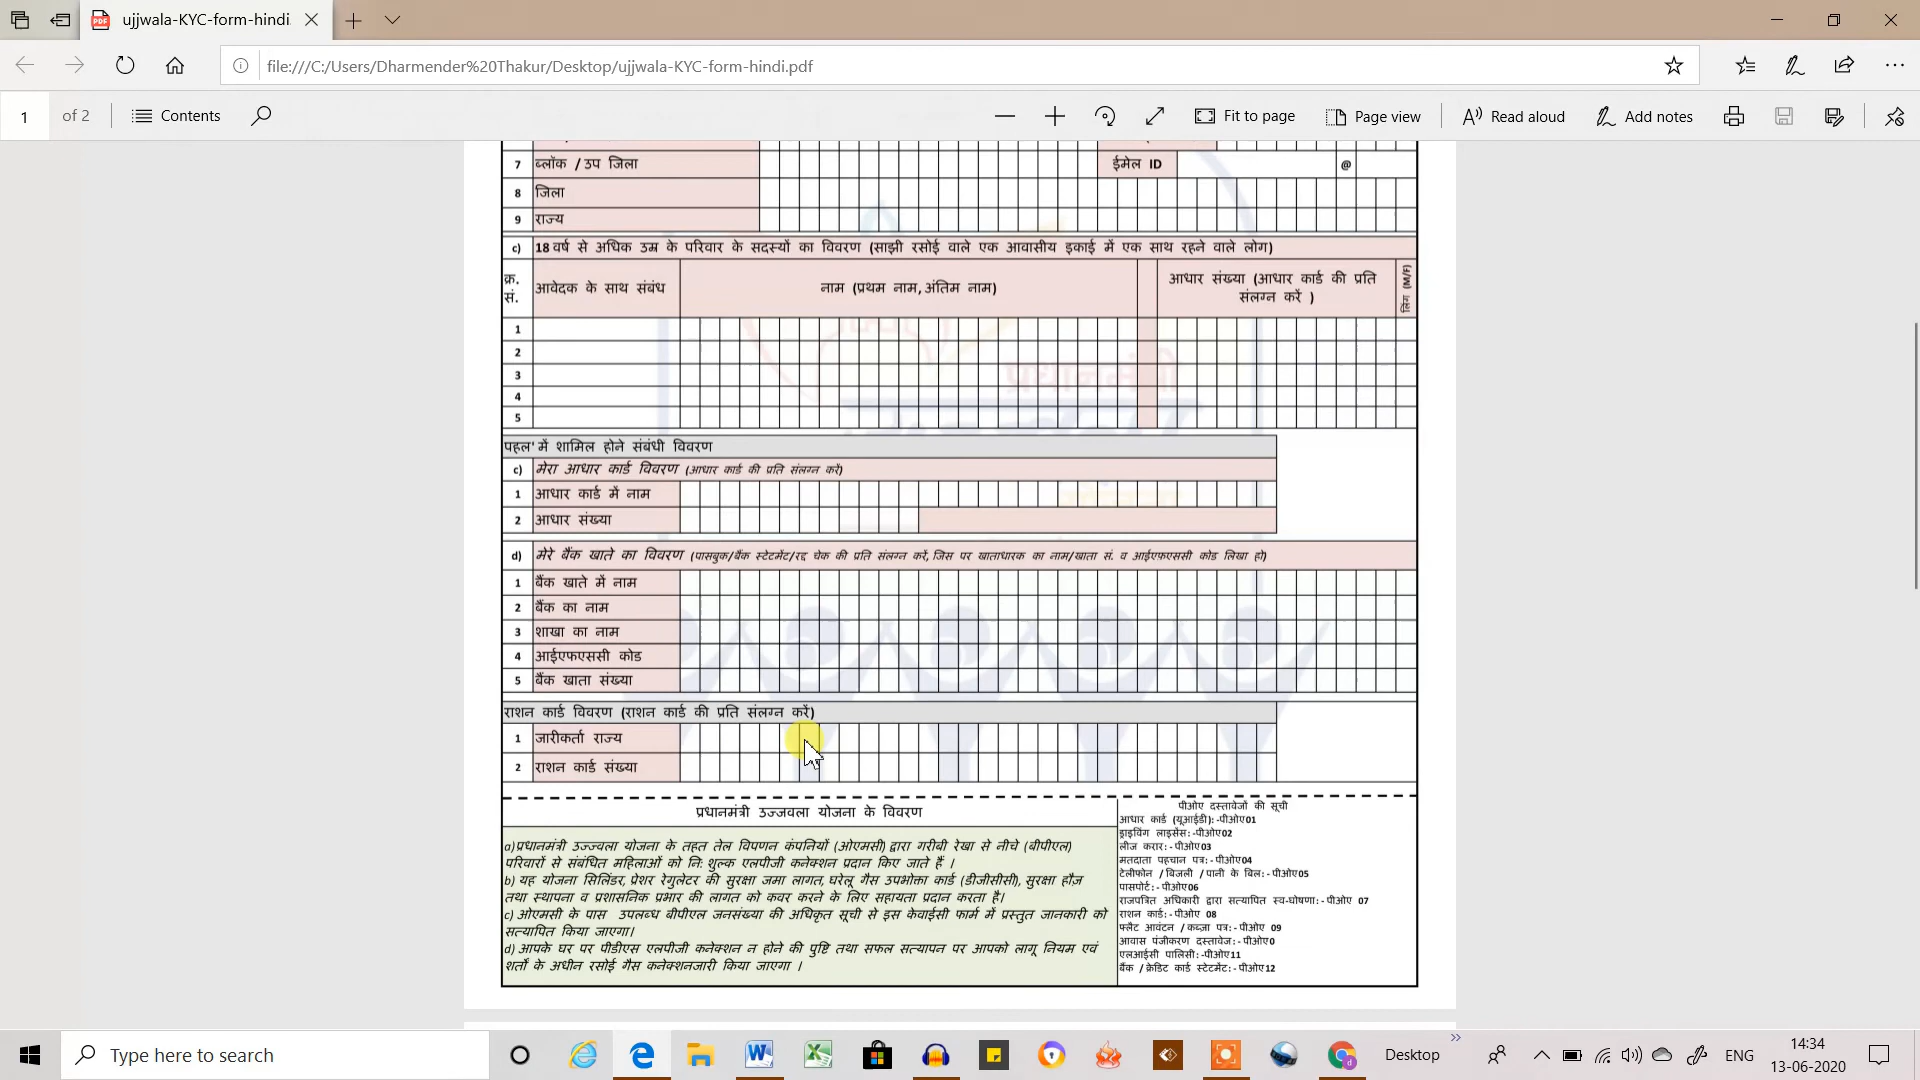 ujjwala-KYC-form-hindi.
file:///C:/Users/Dharmender%20Thakur/Desktop/ujjwala-KYC-form-hindi.pdf
1 of 2 Contents Fit to page Page view Read aloud Add notes
7 ब्लॉक / उप जिला ईमेल ID @
8 जिला
9 राज्य
c) 18 वर्ष से अधिक उम्र के परिवार के सदस्यों का विवरण (साझी रसोई वाले एक आवासीय इकाई में एक साथ रहने वाले लोग)
क्र. सं. आवेदक के साथ संबंध नाम (प्रथम नाम, अंतिम नाम) आधार संख्या (आधार कार्ड की प्रति संलग्न करें ) लिंग (M/F)
1
2
3
4
5
प्रधानमंत्री
पहल' में शामिल होने संबंधी विवरण
c) मेरा आधार कार्ड विवरण (आधार कार्ड की प्रति संलग्न करें)
1 आधार कार्ड में नाम
2 आधार संख्या
d) मेरे बैंक खाते का विवरण (पासबुक/बैंक स्टेटमेंट/रद्द चेक की प्रति संलग्न करें, जिस पर खाताधारक का नाम/खाता सं. व आईएफएससी कोड लिखा हो)
1 बैंक खाते में नाम
2 बैंक का नाम
3 शाखा का नाम
4 आईएफएससी कोड
5 बैंक खाता संख्या
राशन कार्ड विवरण (राशन कार्ड की प्रति संलग्न करें)
1 जारीकर्ता राज्य
2 राशन कार्ड संख्या
प्रधानमंत्री उज्जवला योजना के विवरण
a)प्रधानमंत्री उज्ज्वला योजना के तहत तेल विपणन कंपनियों (ओएमसी) द्वारा गरीबी रेखा से नीचे (बीपीएल)
परिवारों से संबंधित महिलाओं को नि: शुल्क एलपीजी कनेक्शन प्रदान किए जाते हैं ।
b) यह योजना सिलिंडर, प्रेशर रेगुलेटर की सुरक्षा जमा लागत, घरेलू गैस उपभोक्ता कार्ड (डीजीसीसी), सुरक्षा हौज़
तथा स्थापना व प्रशासनिक प्रभार की लागत को कवर करने के लिए सहायता प्रदान करता है।
c) ओएमसी के पास उपलब्ध बीपीएल जनसंख्या की अधिकृत सूची से इस केवाईसी फार्म में प्रस्तुत जानकारी को
सत्यापित किया जाएगा।
d) आपके घर पर पीडीएस एलपीजी कनेक्शन न होने की पुष्टि तथा सफल सत्यापन पर आपको लागू नियम एवं
शर्तों के अधीन रसोई गैस कनेक्शनजारी किया जाएगा ।
पीओए दस्तावेजों की सूची
आधार कार्ड (यूआईडी): -पीओए01
ड्राइविंग लाइसेंस: -पीओए02
लीज करार: - पीओए03
मतदाता पहचान पत्र: - पीओए04
टेलीफोन / बिजली / पानी के बिल: - पीओए05
पासपोर्ट: - पीओए06
राजपत्रित अधिकारी द्वारा सत्यापित स्व-घोषणा: - पीओए 07
राशन कार्ड: - पीओए 08
फ्लैट आवंटन / कब्ज़ा पत्र: - पीओए 09
आवास पंजीकरण दस्तावेज: - पीओए0
एलआईसी पालिसी: -पीओए11
बैंक / क्रेडिट कार्ड स्टेटमेंट: - पीओए12
Type here to search
Desktop
ENG
14:34
13-06-2020